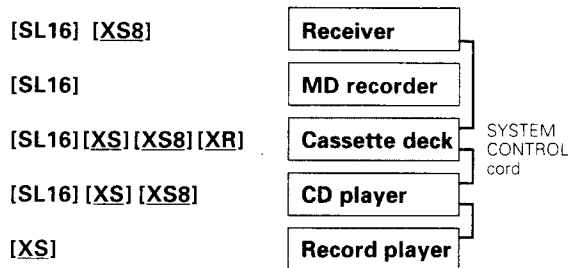 [SL16] [XS8] Receiver
[SL16] MD recorder
[SL16] [XS] [XS8] [XR] Cassette deck
SYSTEM
CONTROL
cord
[SL16] [XS] [XS8] CD player
[XS] Record player